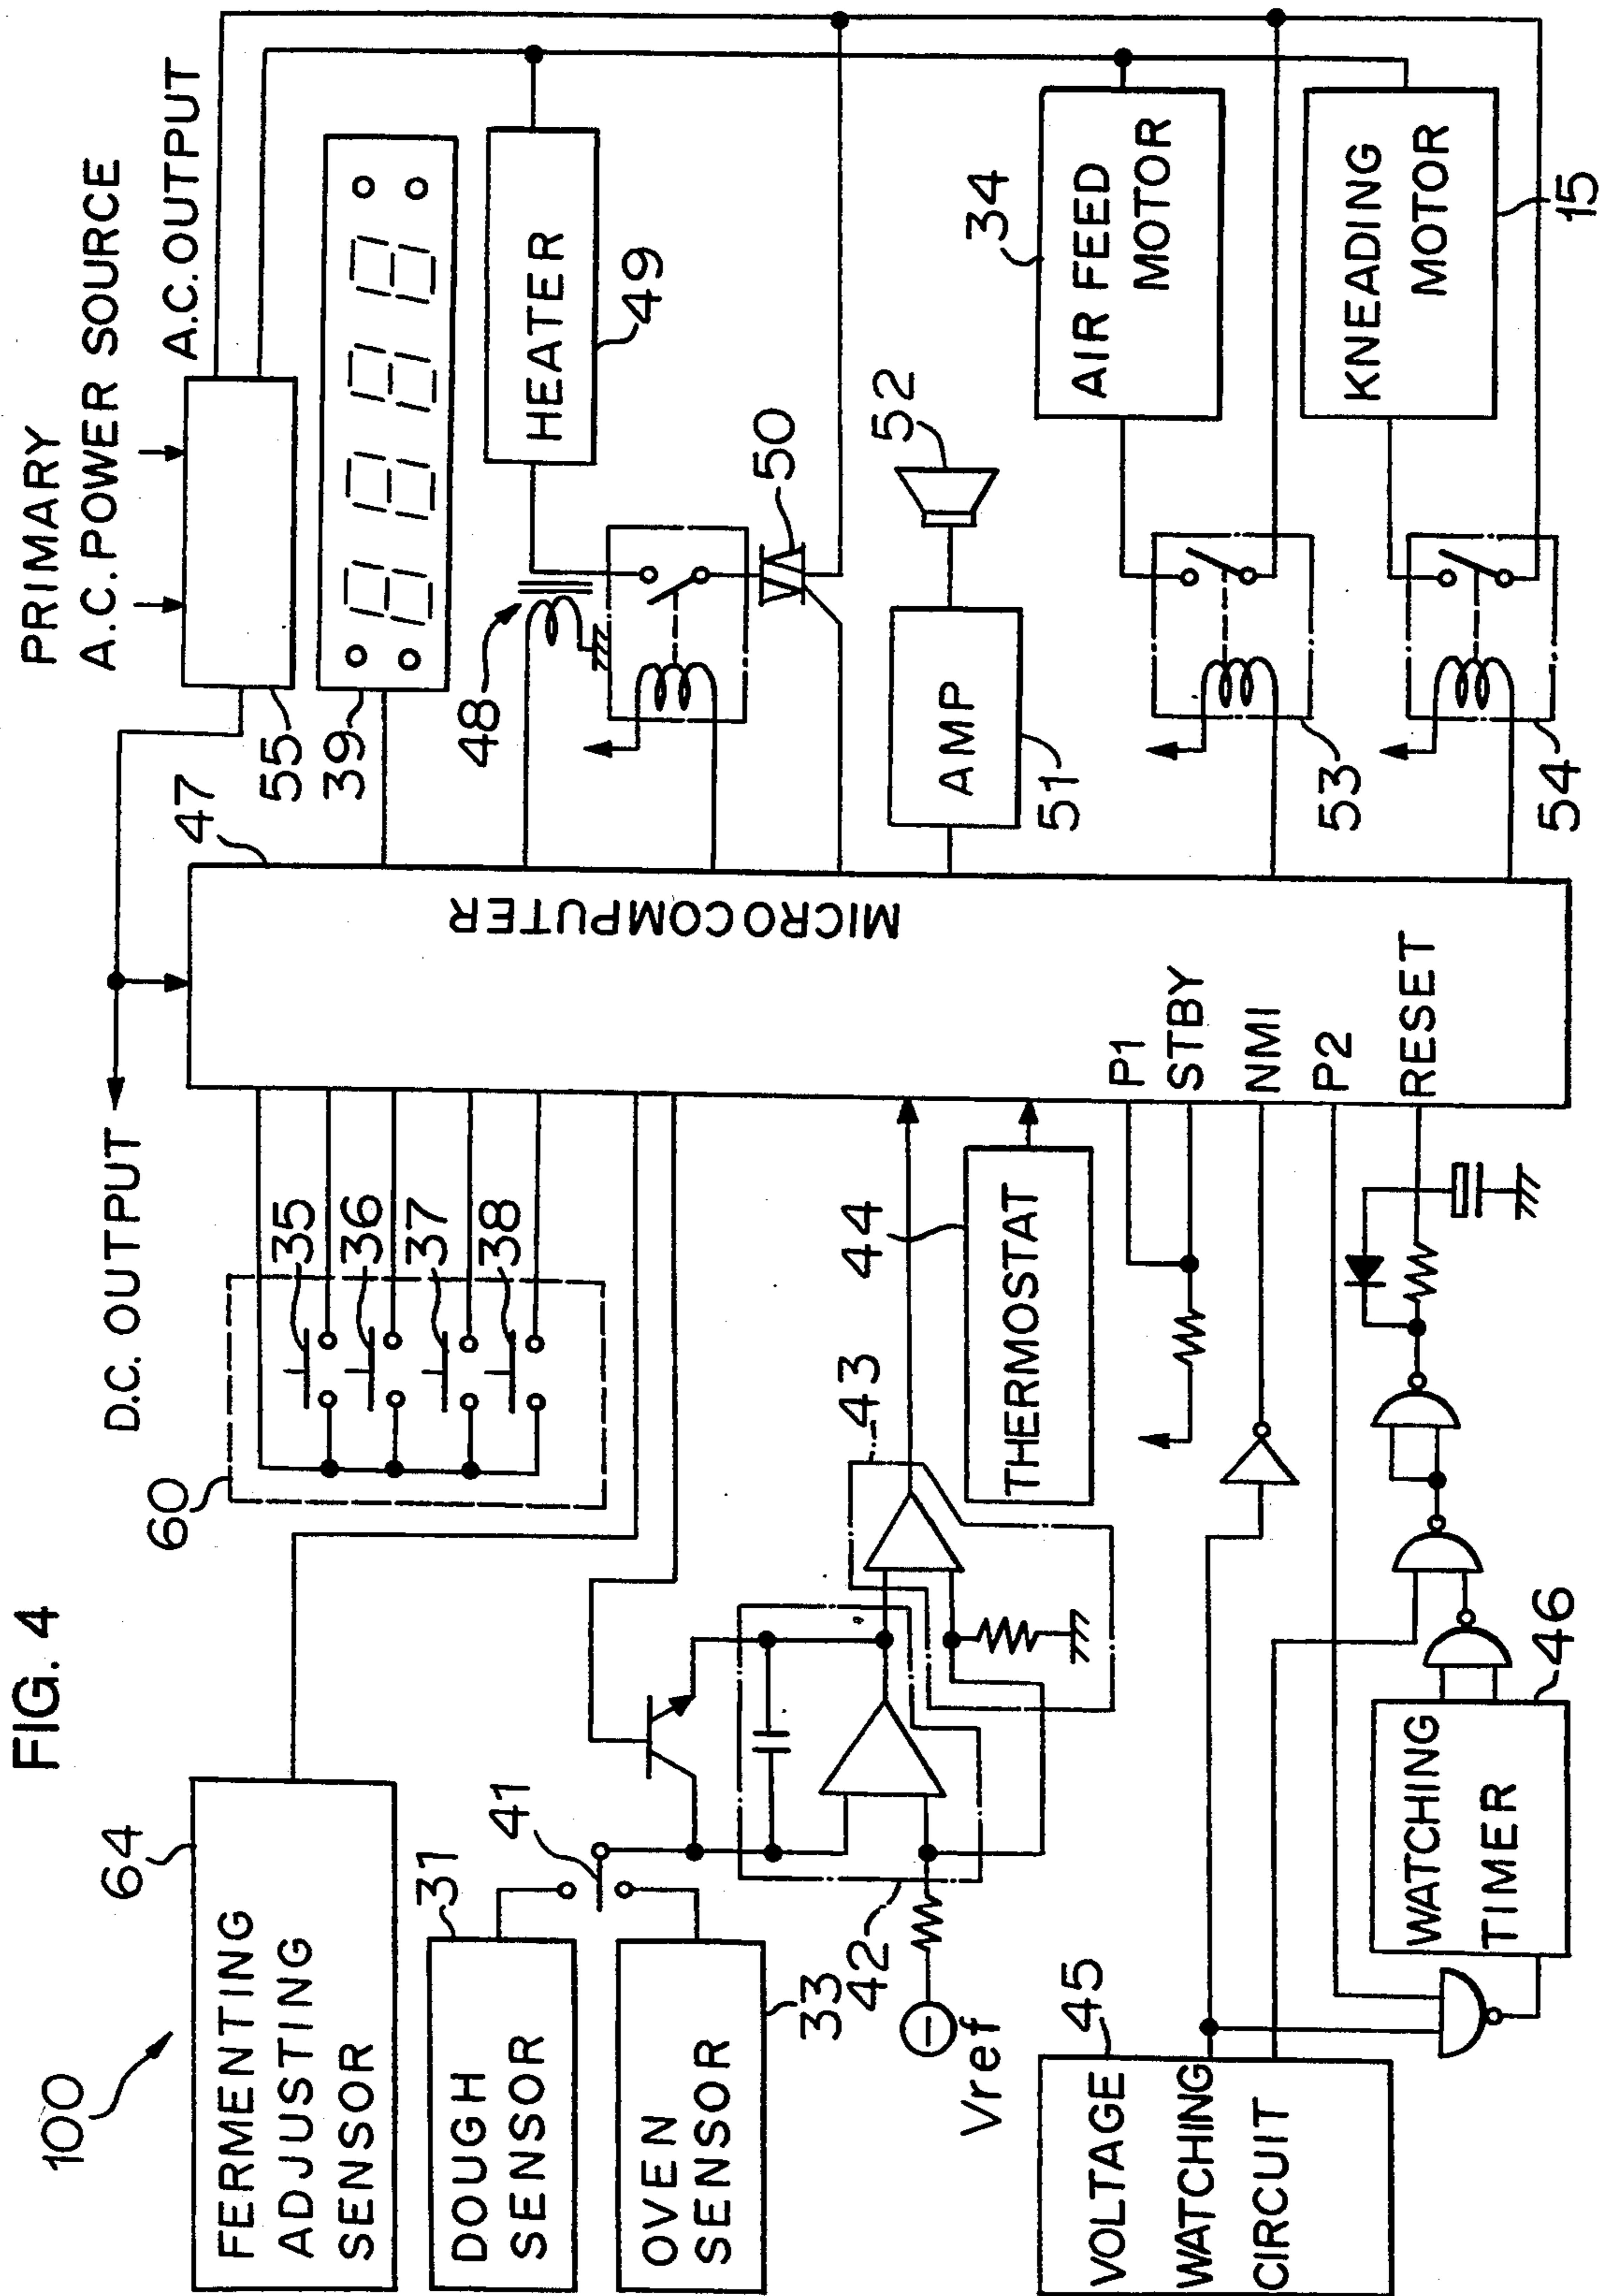 FIG. 4
100
64
FERMENTING
ADJUSTING
SENSOR
31
DOUGH
SENSOR
41
OVEN
SENSOR
33
42
Vref
43
44
THERMOSTAT
45
VOLTAGE
WATCHING
CIRCUIT
46
WATCHING
TIMER
60
35
36
37
38
D.C. OUTPUT
47
MICROCOMPUTER
P1
STBY
NMI
P2
RESET
PRIMARY
A.C. POWER SOURCE
A.C. OUTPUT
55
39
48
HEATER
49
50
AMP
51
52
34
AIR FEED
MOTOR
53
KNEADING
MOTOR
15
54